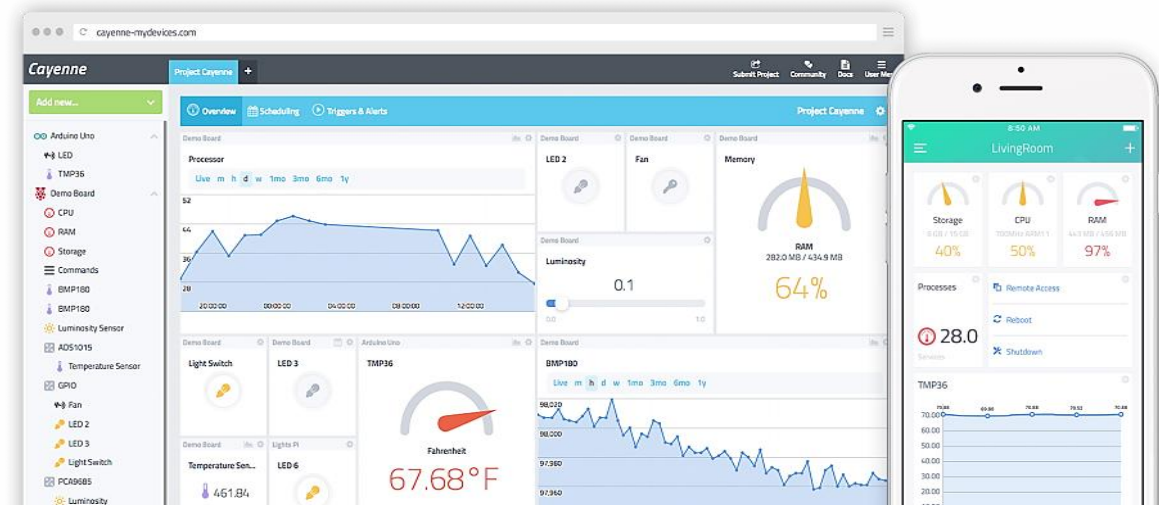 cayenne-mydevices.com
Cayenne
Project Cayenne +
Submit Project Community Docs User Men
Add new...
Overview Scheduling Triggers & Alerts Project Cayenne
Arduino Uno
LED
TMP36
Demo Board
CPU
RAM
Storage
Commands
BMP180
BMP180
Luminosity Sensor
ADS1015
Temperature Sensor
GPIO
Fan
LED 2
LED 3
Light Switch
PCA9685
Luminosity
Demo Board
Processor
Live m h d w 1mo 3mo 6mo 1y
52
44
36
28
20:00:00 00:00:00 04:00:00 08:00:00 12:00:00
Demo Board
LED 2
Demo Board
Fan
Demo Board
Luminosity
0.1
0.0 1.0
Demo Board
Memory
RAM
282.0 MB / 434.9 MB
64%
Demo Board
Light Switch
Demo Board
LED 3
Arduino Uno
TMP36
Fahrenheit
67.68°F
Demo Board
Temperature Sen...
461.84
Lights Pi
LED 6
Demo Board
BMP180
Live m h d w 1mo 3mo 6mo 1y
98,020
98,000
97,980
97,960
8:50 AM
LivingRoom +
Storage
40%
CPU
50%
RAM
97%
Processes
28.0
Services
Remote Access
Reboot
Shutdown
TMP36
70.00
60.00
50.00
40.00
30.00
20.00